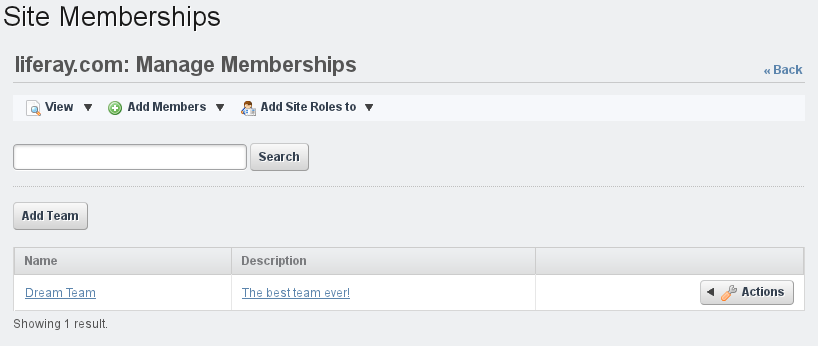 Site Memberships
liferay.com: Manage Memberships
« Back
View Add Members Add Site Roles to
Search
Add Team
Name Description
Dream Team The best team ever! Actions
Showing 1 result.